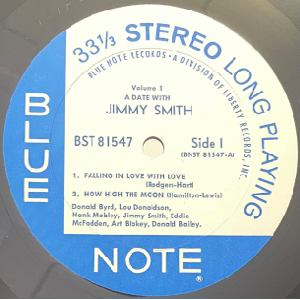 33⅓ STEREO LONG PLAYING
BLUE NOTE RECORDS • A DIVISION OF LIBERTY RECORDS, INC.
Volume 1
A DATE WITH
JIMMY SMITH
BST 81547 Side 1
(BNST 81547-A)
1. FALLING IN LOVE WITH LOVE
(Rodgers-Hart)
2. HOW HIGH THE MOON (Hamilton-Lewis)
Donald Byrd, Lou Donaldson,
Hank Mobley, Jimmy Smith, Eddie
McFadden, Art Blakey, Donald Bailey.
BLUE
NOTE